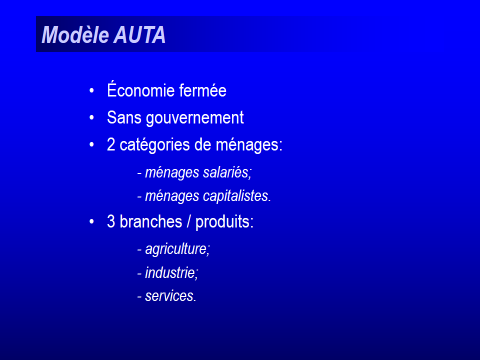 Modèle AUTA
• Économie fermée
• Sans gouvernement
• 2 catégories de ménages:
- ménages salariés;
- ménages capitalistes.
• 3 branches / produits:
- agriculture;
- industrie;
- services.